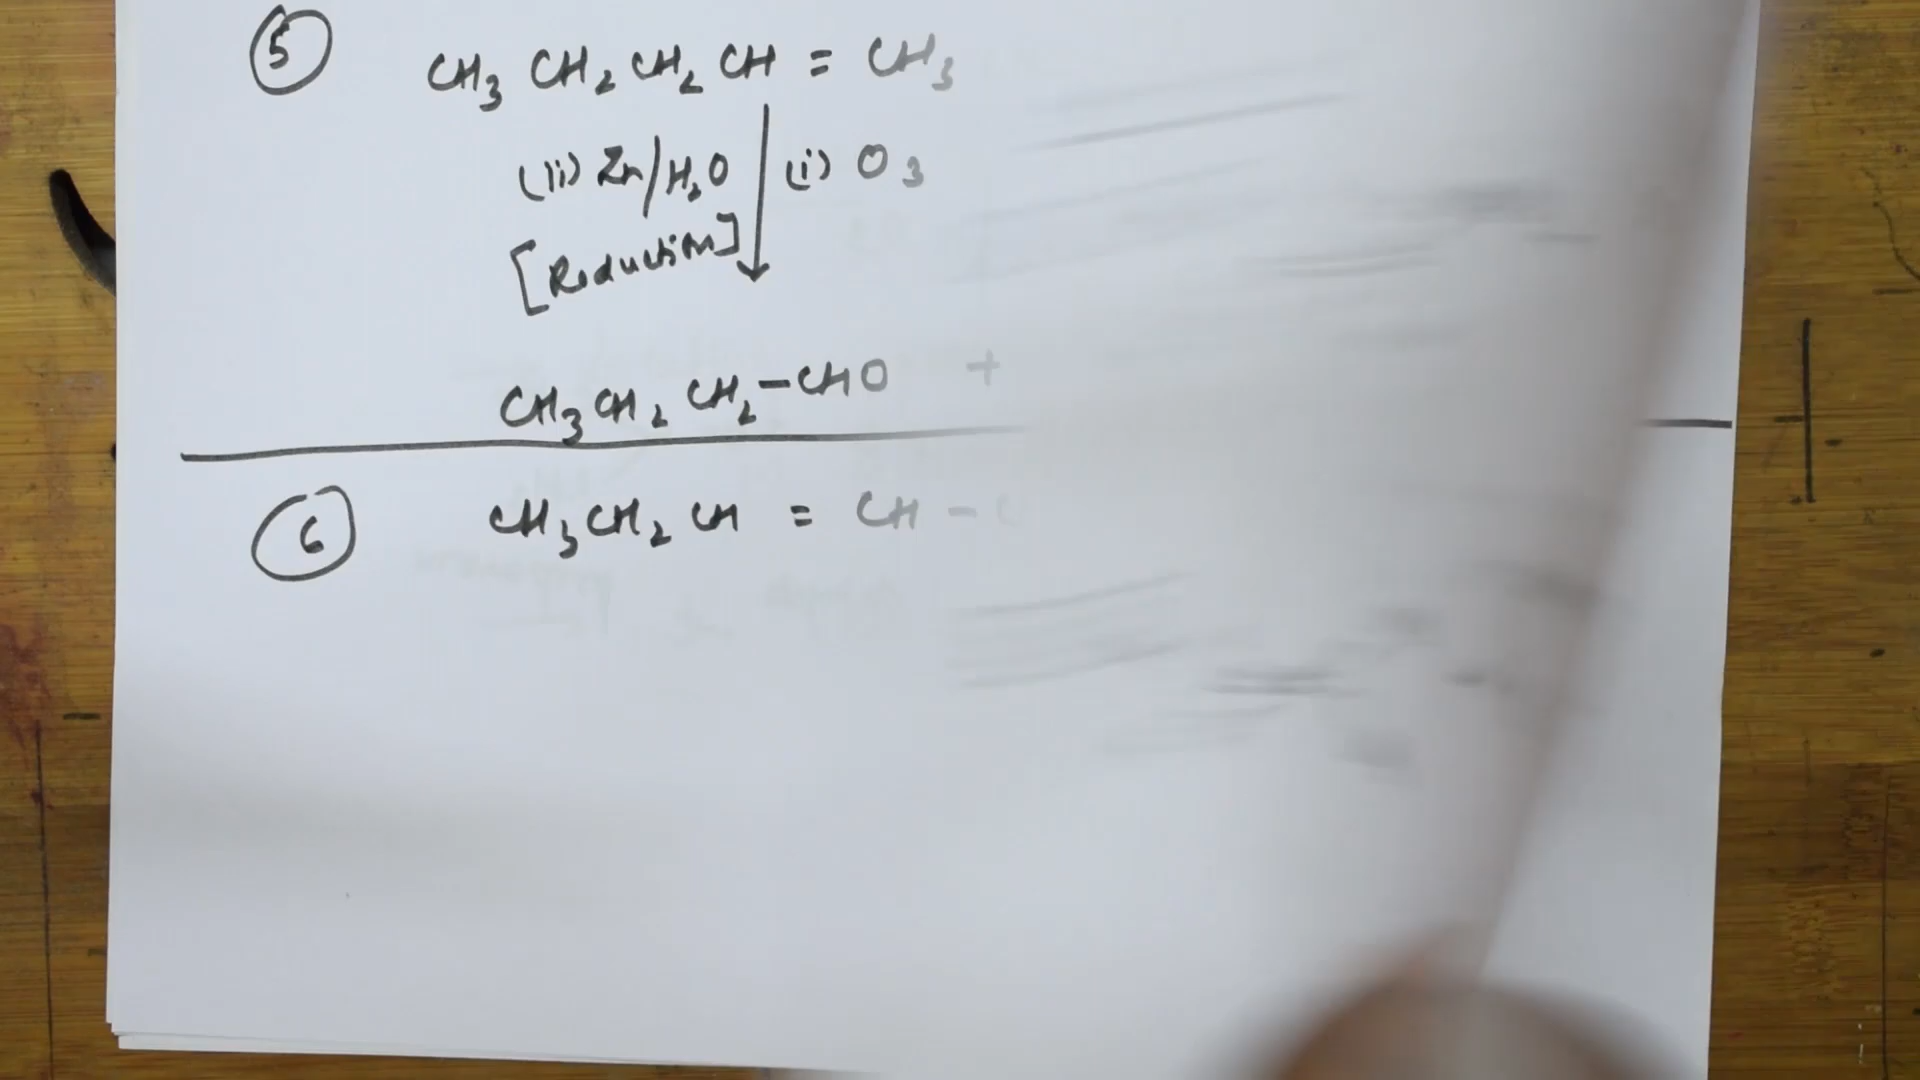 5 CH3 CH2 CH2 CH = CH3
(ii) Zn/H2O (i) O3
[Reduction]
CH3 CH2 CH2-CHO +
6 CH3 CH2 CH = CH -